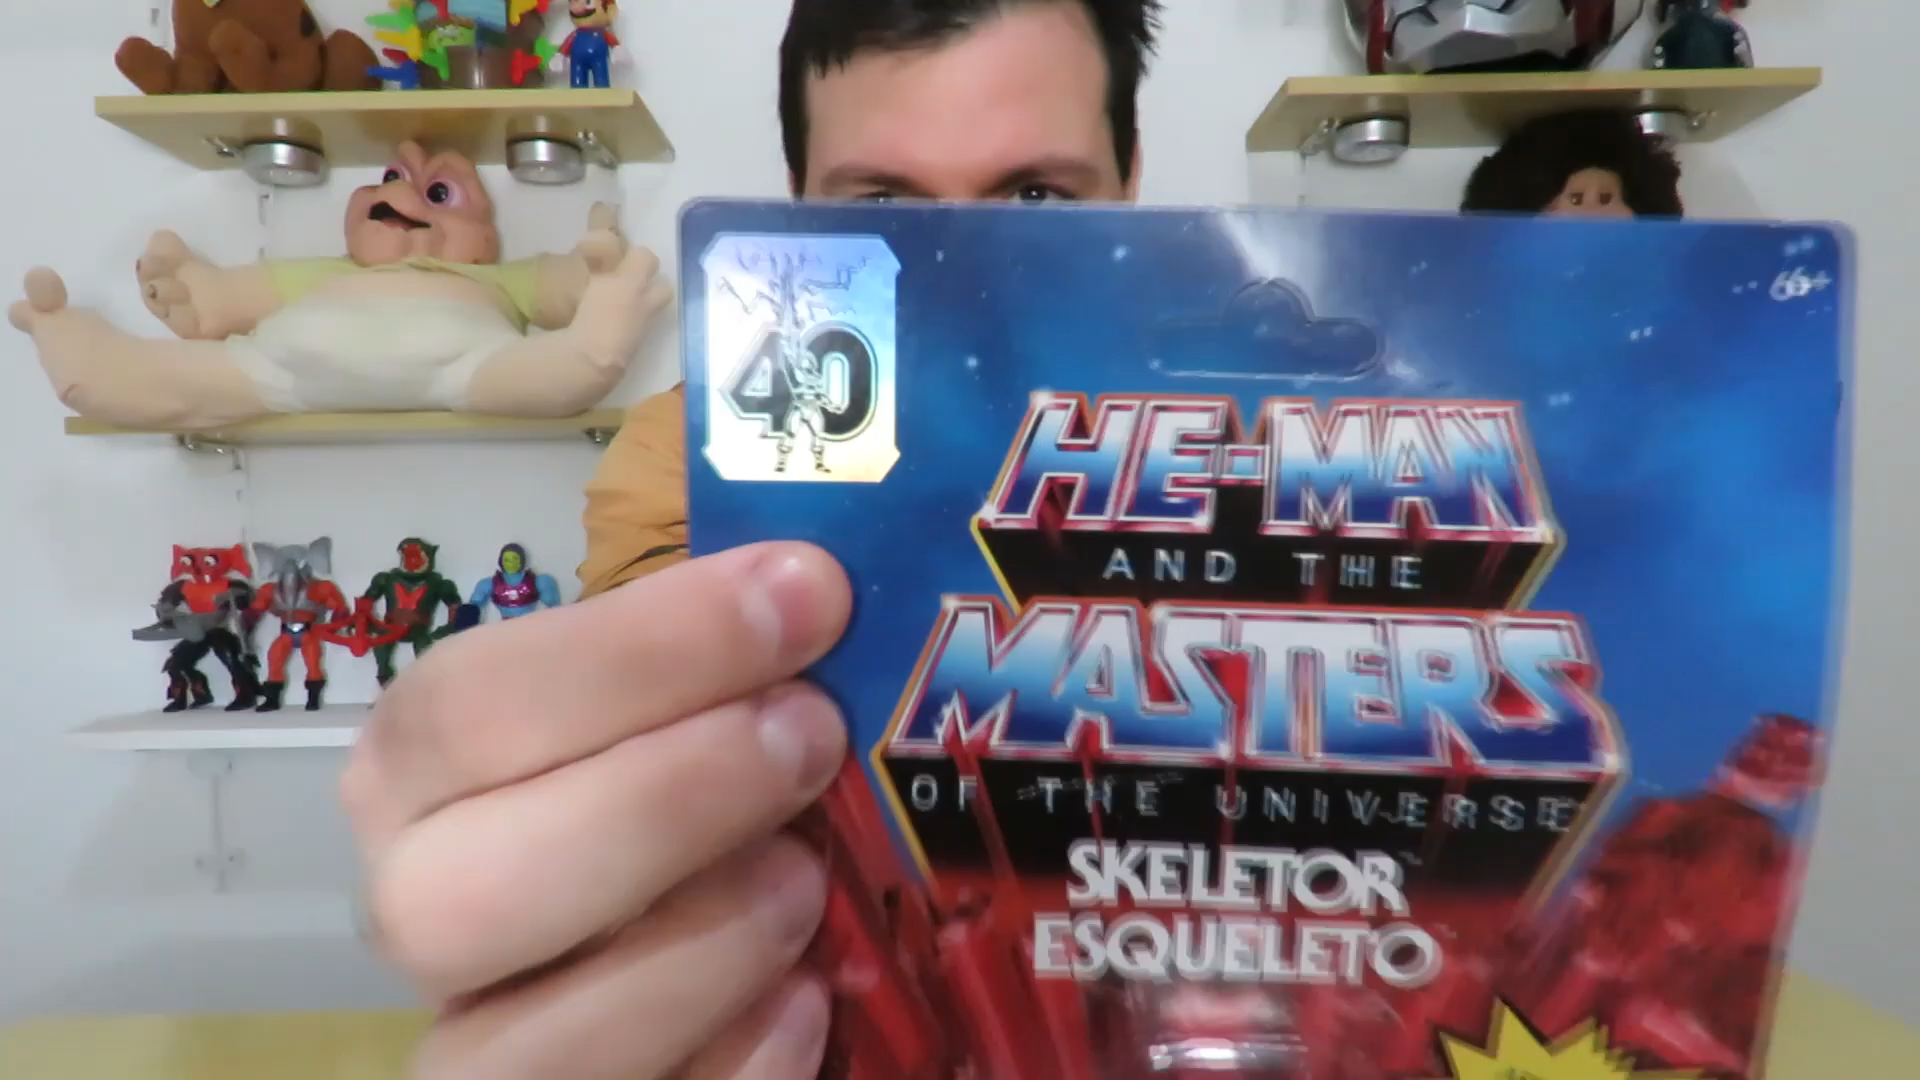 40
6+
HE-MAN
AND THE
MASTERS
OF THE UNIVERSE
SKELETOR
ESQUELETO